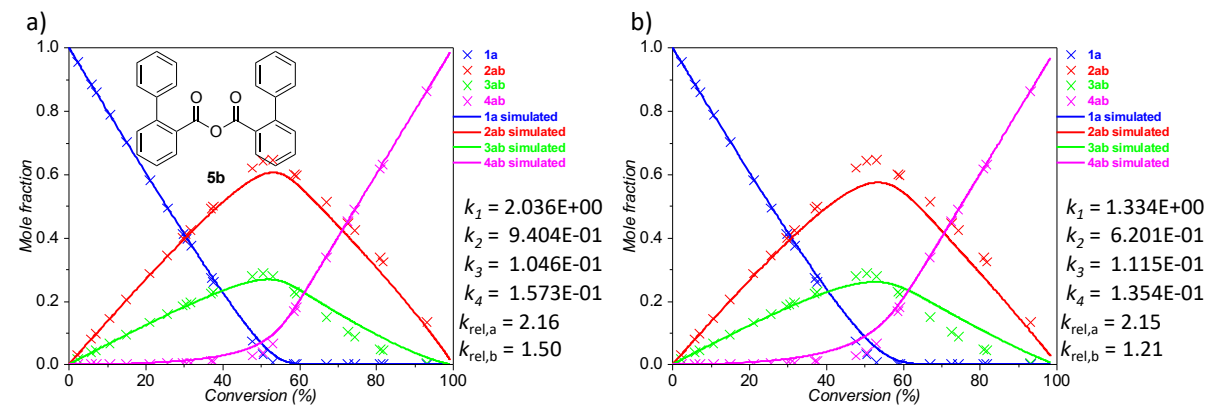 a)
1.0
0.8
0.6
0.4
0.2
0.0
Mole fraction
0
20
40
60
80
100
Conversion (%)
O
O
O
5b
1a
2ab
3ab
4ab
1a simulated
2ab simulated
3ab simulated
4ab simulated
k1 = 2.036E+00
k2 = 9.404E-01
k3 = 1.046E-01
k4 = 1.573E-01
krel,a = 2.16
krel,b = 1.50
b)
1.0
0.8
0.6
0.4
0.2
0.0
Mole fraction
0
20
40
60
80
100
Conversion (%)
1a
2ab
3ab
4ab
1a simulated
2ab simulated
3ab simulated
4ab simulated
k1 = 1.334E+00
k2 = 6.201E-01
k3 = 1.115E-01
k4 = 1.354E-01
krel,a = 2.15
krel,b = 1.21